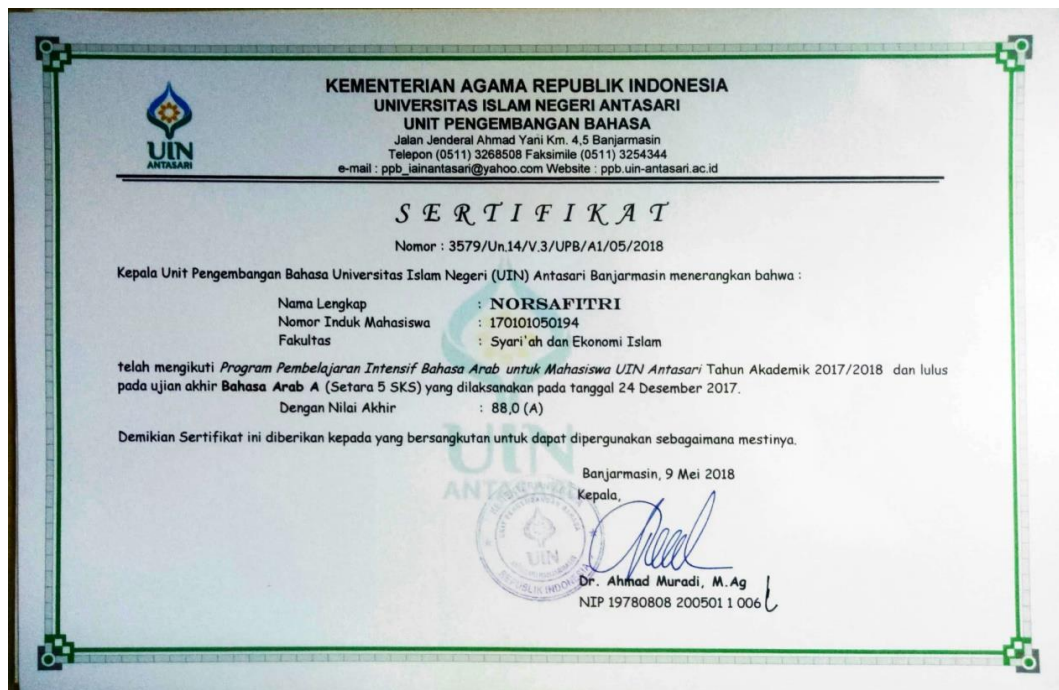 UIN
ANTASARI
KEMENTERIAN AGAMA REPUBLIK INDONESIA
UNIVERSITAS ISLAM NEGERI ANTASARI
UNIT PENGEMBANGAN BAHASA
Jalan Jenderal Ahmad Yani Km. 4,5 Banjarmasin
Telepon (0511) 3268508 Faksimile (0511) 3254344
e-mail : ppb_iainantasari@yahoo.com Website : ppb.uin-antasari.ac.id
SERTIFIKAT
Nomor : 3579/Un.14/V.3/UPB/A1/05/2018
Kepala Unit Pengembangan Bahasa Universitas Islam Negeri (UIN) Antasari Banjarmasin menerangkan bahwa :
Nama Lengkap : NORSAFITRI
Nomor Induk Mahasiswa : 170101050194
Fakultas : Syari'ah dan Ekonomi Islam
telah mengikuti Program Pembelajaran Intensif Bahasa Arab untuk Mahasiswa UIN Antasari Tahun Akademik 2017/2018 dan lulus
pada ujian akhir Bahasa Arab A (Setara 5 SKS) yang dilaksanakan pada tanggal 24 Desember 2017.
Dengan Nilai Akhir : 88,0 (A)
Demikian Sertifikat ini diberikan kepada yang bersangkutan untuk dapat dipergunakan sebagaimana mestinya.
UIN
ANTASARI
Banjarmasin, 9 Mei 2018
Kepala,
UIN
REPUBLIK INDONESIA
Dr. Ahmad Muradi, M.Ag
NIP 19780808 200501 1 006